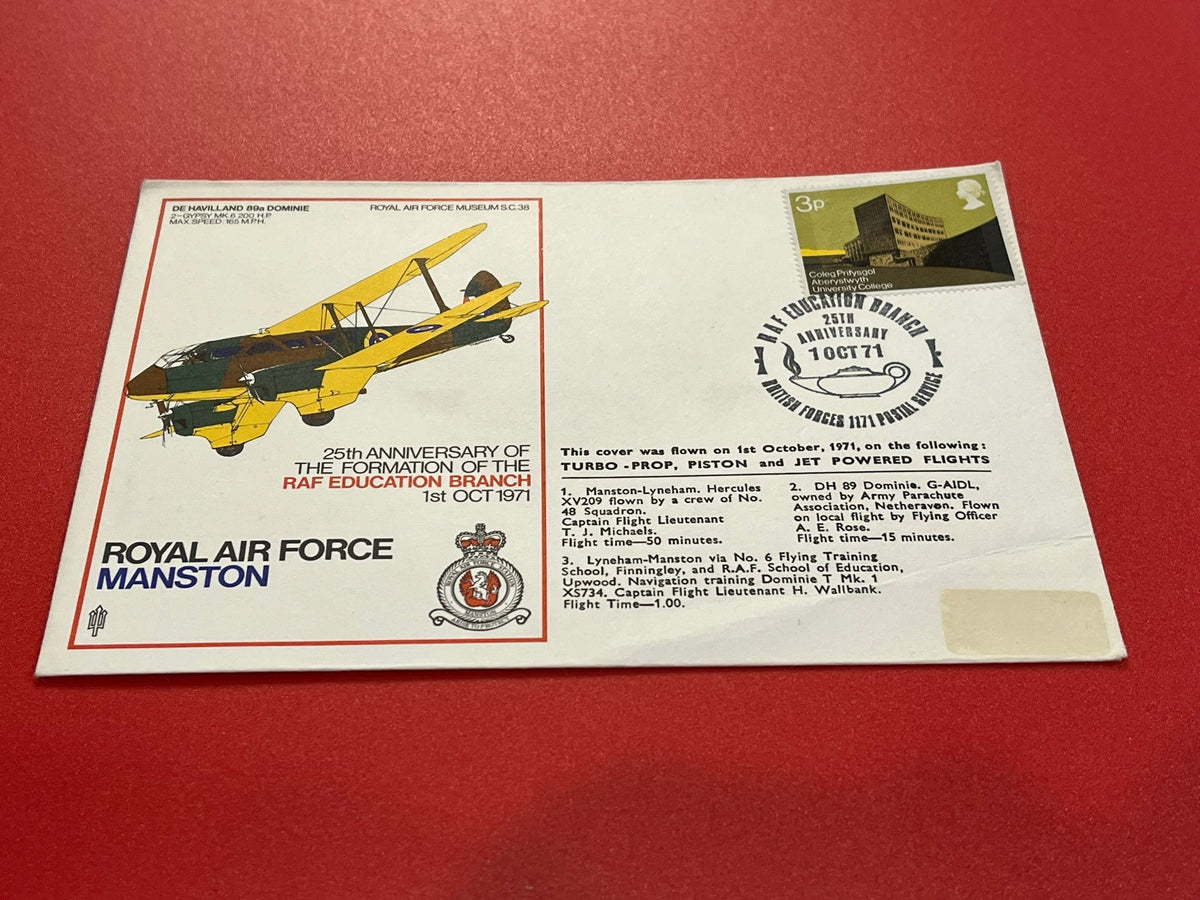 DE HAVILLAND 89a DOMINIE
2-GYPSY MK.6 200 H.P.
MAX.SPEED: 165 M.P.H.
ROYAL AIR FORCE MUSEUM S.C.38
25th ANNIVERSARY OF
THE FORMATION OF THE
RAF EDUCATION BRANCH
1st OCT 1971
ROYAL AIR FORCE
MANSTON
MANSTON
ARISE TO PROTECT
3p
Coleg Prifysgol
Aberystwyth
University College
RAF EDUCATION BRANCH
25TH
ANNIVERSARY
1 OCT 71
BRITISH FORCES 1171 POSTAL SERVICE
This cover was flown on 1st October, 1971, on the following:
TURBO-PROP, PISTON and JET POWERED FLIGHTS
1. Manston-Lyneham. Hercules
XV209 flown by a crew of No.
48 Squadron.
Captain Flight Lieutenant
T. J. Michaels.
Flight time—50 minutes.
2. DH 89 Dominie. G-AIDL,
owned by Army Parachute
Association, Netheravon. Flown
on local flight by Flying Officer
A. E. Rose.
Flight time—15 minutes.
3. Lyneham-Manston via No. 6 Flying Training
School, Finningley, and R.A.F. School of Education,
Upwood. Navigation training Dominie T Mk. 1
XS734. Captain Flight Lieutenant H. Wallbank.
Flight Time—1.00.